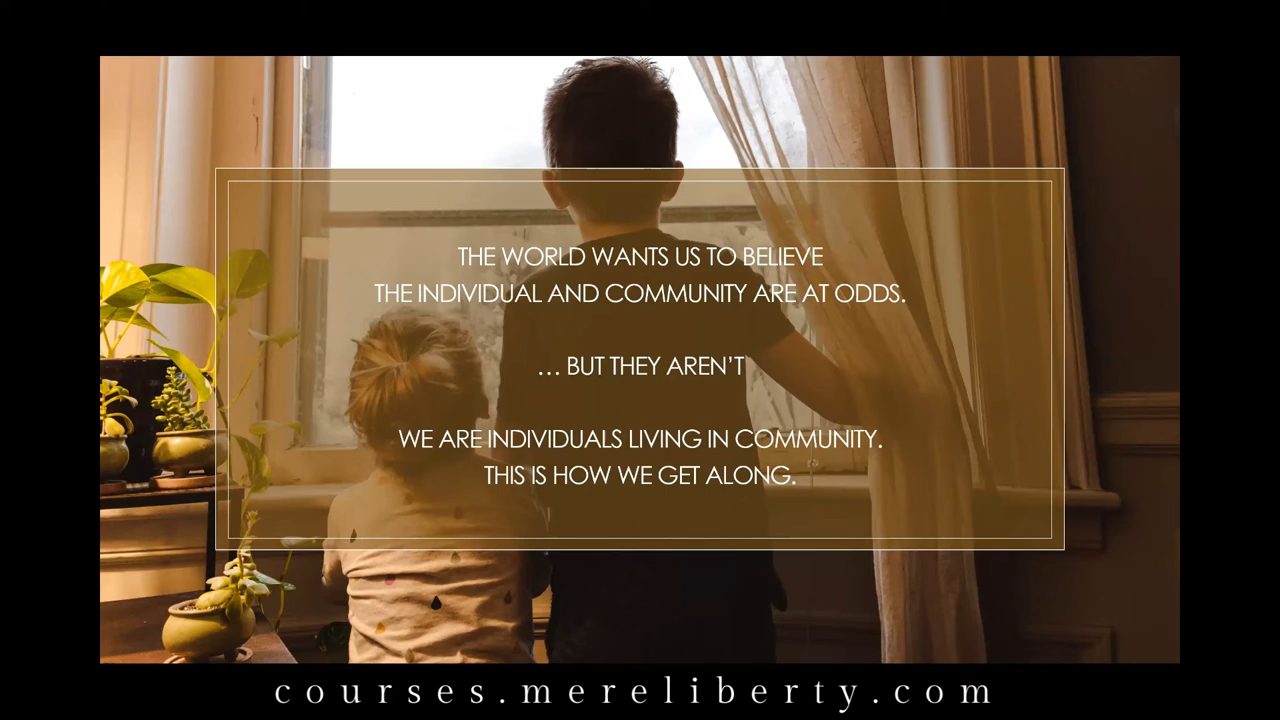 THE WORLD WANTS US TO BELIEVE
THE INDIVIDUAL AND COMMUNITY ARE AT ODDS.
... BUT THEY AREN'T
WE ARE INDIVIDUALS LIVING IN COMMUNITY.
THIS IS HOW WE GET ALONG.
courses.mereliberty.com